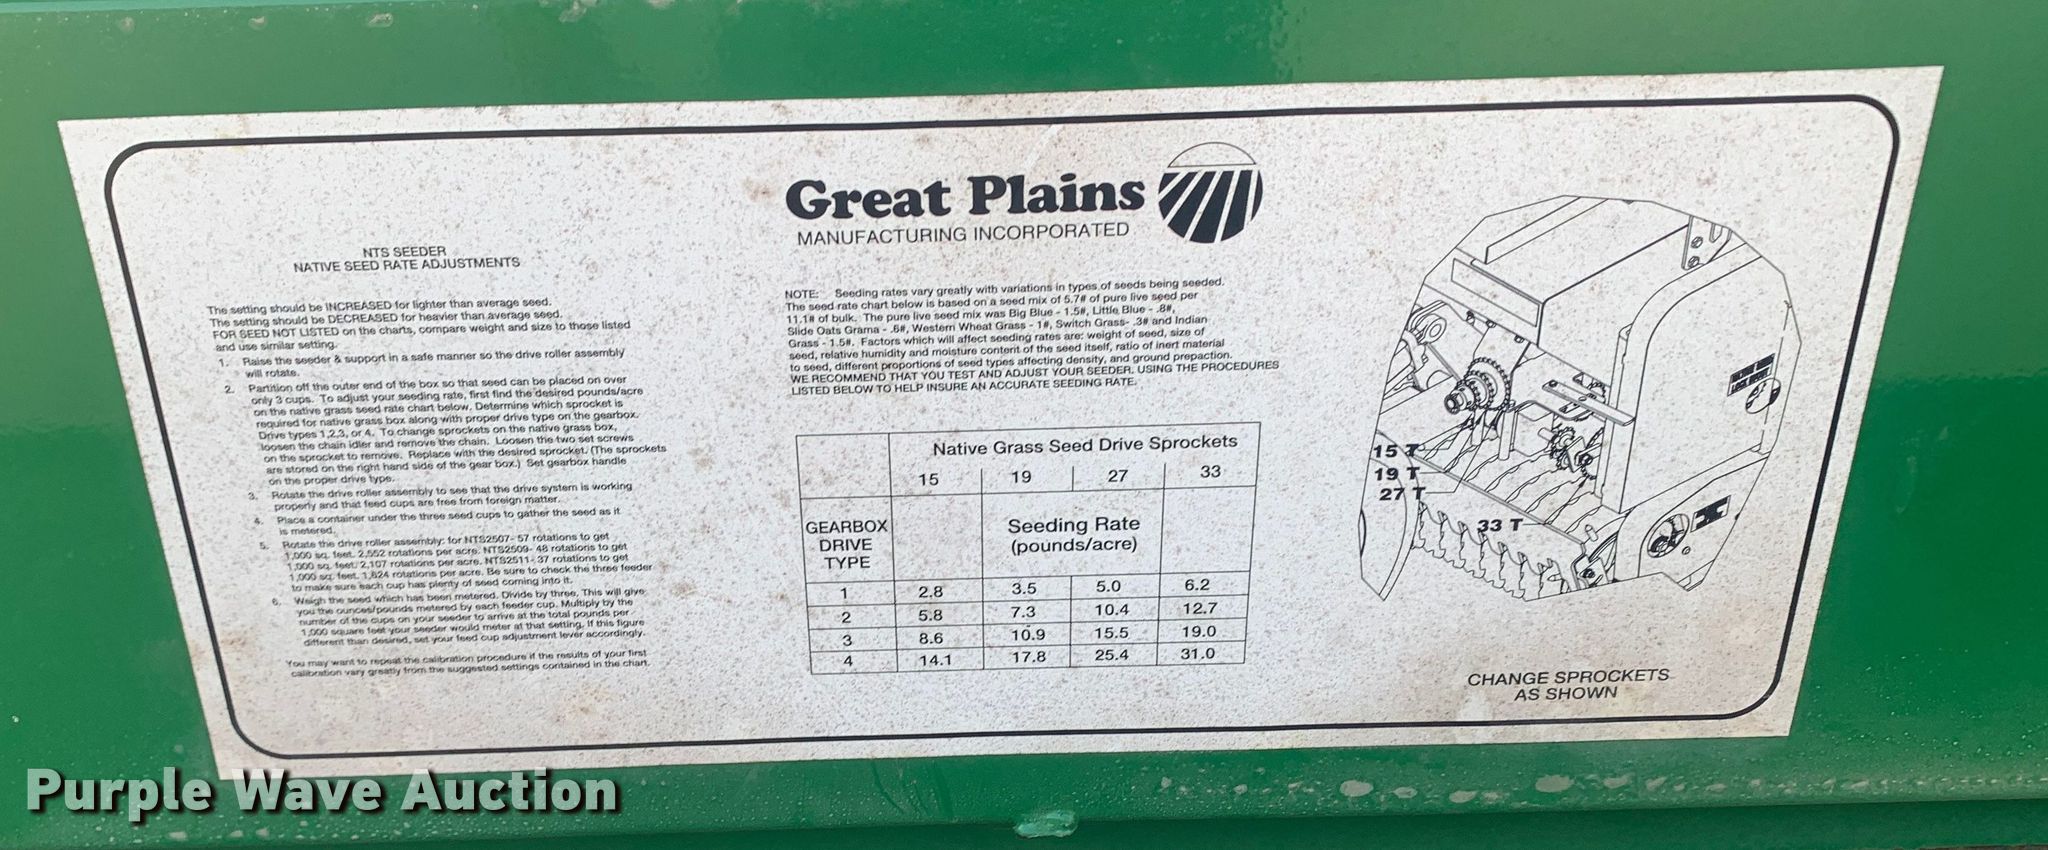 NTS SEEDER
NATIVE SEED RATE ADJUSTMENTS
The setting should be INCREASED for lighter than average seed.
The setting should be DECREASED for heavier than average seed.
FOR SEED NOT LISTED on the charts, compare weight and size to those listed
and use similar setting.
1. Raise the seeder & support in a safe manner so the drive roller assembly
will rotate.
2. Partition off the outer end of the box so that seed can be placed on over
only 3 cups. To adjust your seeding rate, first find the desired pounds/acre
on the native grass seed rate chart below. Determine which sprocket is
required for native grass box along with proper drive type on the gearbox.
Drive types 1,2,3, or 4. To change sprockets on the native grass box,
loosen the chain idler and remove the chain. Loosen the two set screws
on the sprocket to remove. Replace with the desired sprocket. (The sprockets
are stored on the right hand side of the gear box.) Set gearbox handle
on the proper drive type.
3. Rotate the drive roller assembly to see that the drive system is working
properly and that feed cups are free from foreign matter.
4. Place a container under the three seed cups to gather the seed as it
is metered.
5. Rotate the drive roller assembly: for NTS2507- 57 rotations to get
1,000 sq. feet. 2,552 rotations per acre. NTS2509- 48 rotations to get
1,000 sq. feet. 2,107 rotations per acre. NTS2511- 37 rotations to get
1,000 sq. feet. 1,624 rotations per acre. Be sure to check the three feeder
to make sure each cup has plenty of seed coming into it.
6. Weigh the seed which has been metered. Divide by three. This will give
you the ounces/pounds metered by each feeder cup. Multiply by the
number of the cups on your seeder to arrive at the total pounds per
1,000 square feet your seeder would meter at that setting. If this figure
different than desired, set your feed cup adjustment lever accordingly.
You may want to repeat the calibration procedure if the results of your first
calibration vary greatly from the suggested settings contained in the chart.
Great Plains
MANUFACTURING INCORPORATED
NOTE: Seeding rates vary greatly with variations in types of seeds being seeded.
The seed rate chart below is based on a seed mix of 5.7# of pure live seed per
11.1# of bulk. The pure live seed mix was Big Blue - 1.5#, Little Blue - .8#,
Slide Oats Grama - .6#, Western Wheat Grass - 1#, Switch Grass- .3# and Indian
Grass - 1.5#. Factors which will affect seeding rates are: weight of seed, size of
seed, relative humidity and moisture content of the seed itself, ratio of inert material
to seed, different proportions of seed types affecting density, and ground prepaction.
WE RECOMMEND THAT YOU TEST AND ADJUST YOUR SEEDER. USING THE PROCEDURES
LISTED BELOW TO HELP INSURE AN ACCURATE SEEDING RATE.
Native Grass Seed Drive Sprockets
15 19 27 33
GEARBOX
DRIVE
TYPE
Seeding Rate
(pounds/acre)
1 2.8 3.5 5.0 6.2
2 5.8 7.3 10.4 12.7
3 8.6 10.9 15.5 19.0
4 14.1 17.8 25.4 31.0
15 T
19 T
27 T
33 T
CHANGE SPROCKETS
AS SHOWN
Purple Wave Auction